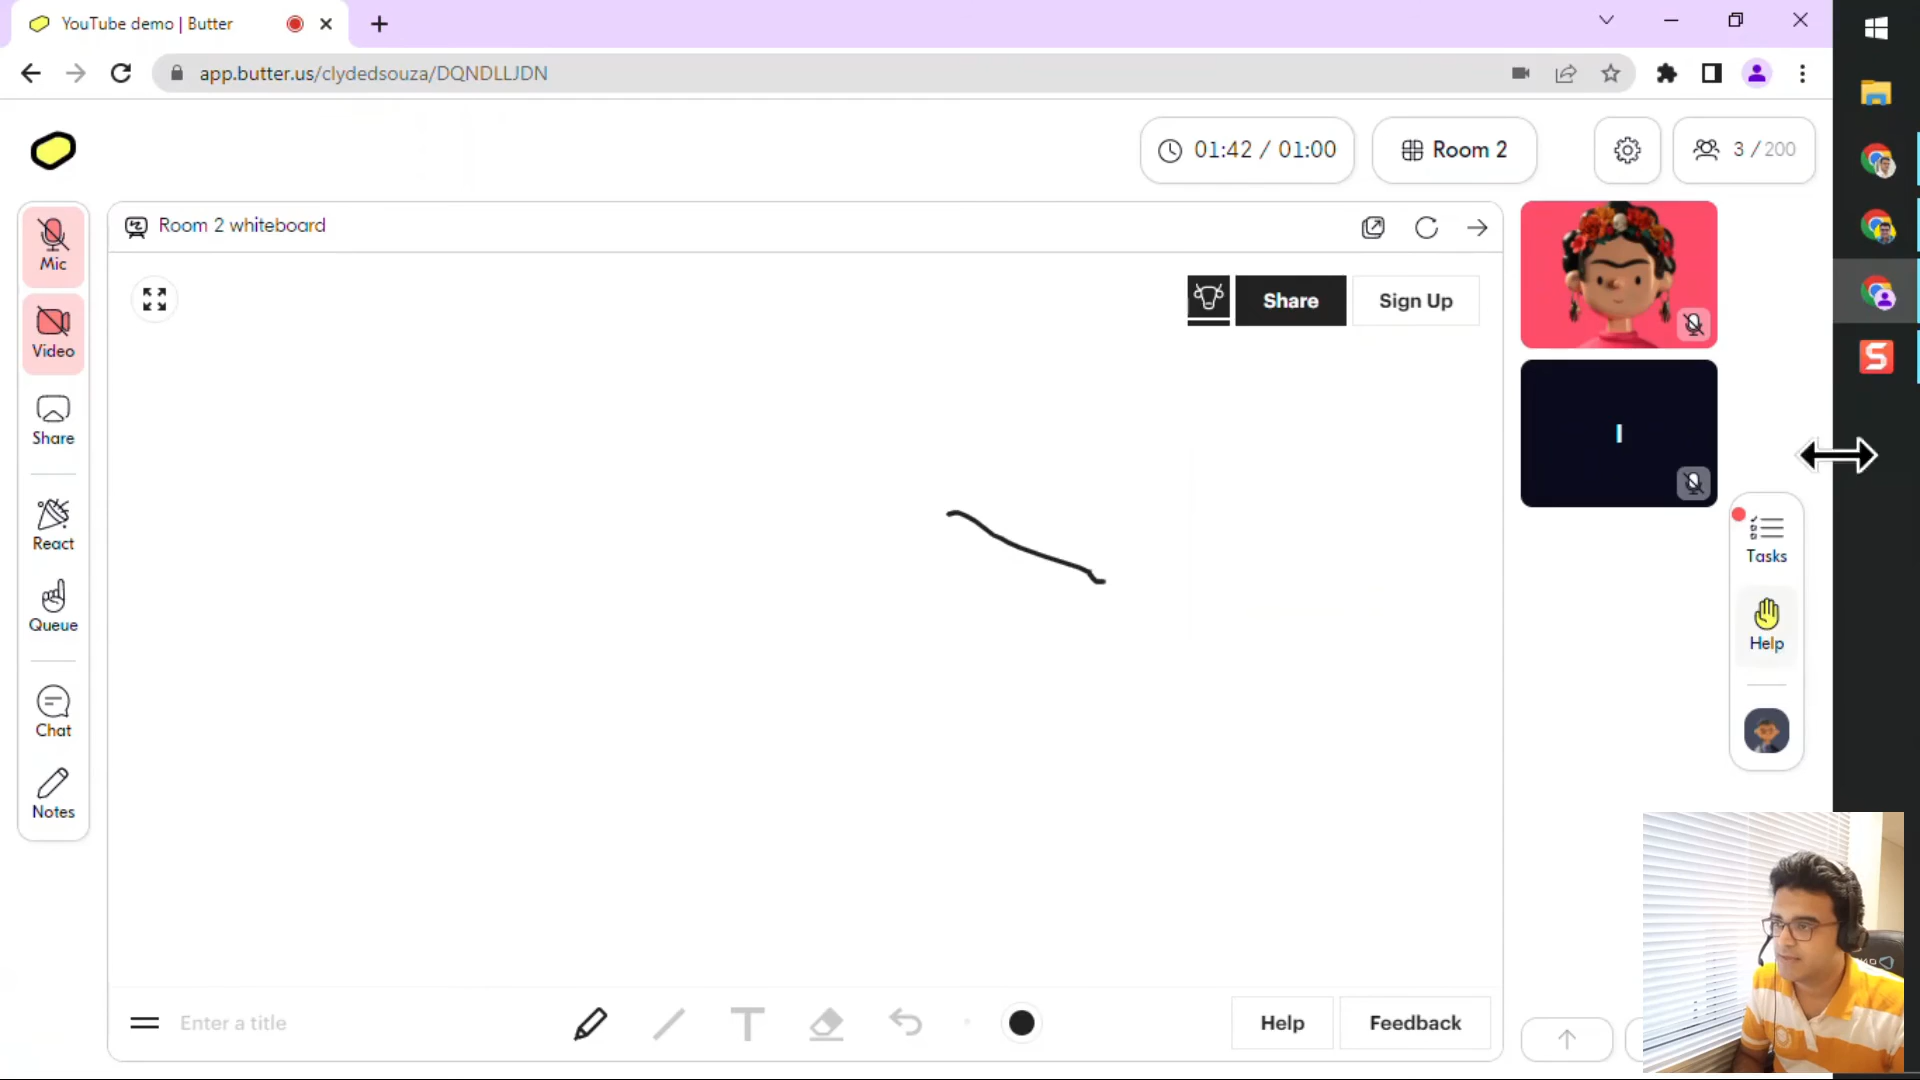 YouTube demo | Butter
app.butter.us/clydedsouza/DQNDLLJDN
01:42 / 01:00
Room 2
3 / 200
Mic
Video
Share
React
Queue
Chat
Notes
Room 2 whiteboard
Share
Sign Up
I
Tasks
Help
Enter a title
T
Help
Feedback
S